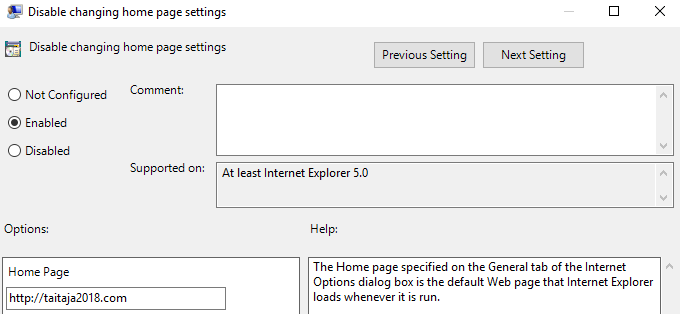 Disable changing home page settings
Disable changing home page settings
Previous Setting
Next Setting
Not Configured
Comment:
Enabled
Disabled
Supported on:
At least Internet Explorer 5.0
Options:
Help:
Home Page
http://taitaja2018.com
The Home page specified on the General tab of the Internet
Options dialog box is the default Web page that Internet Explorer
loads whenever it is run.